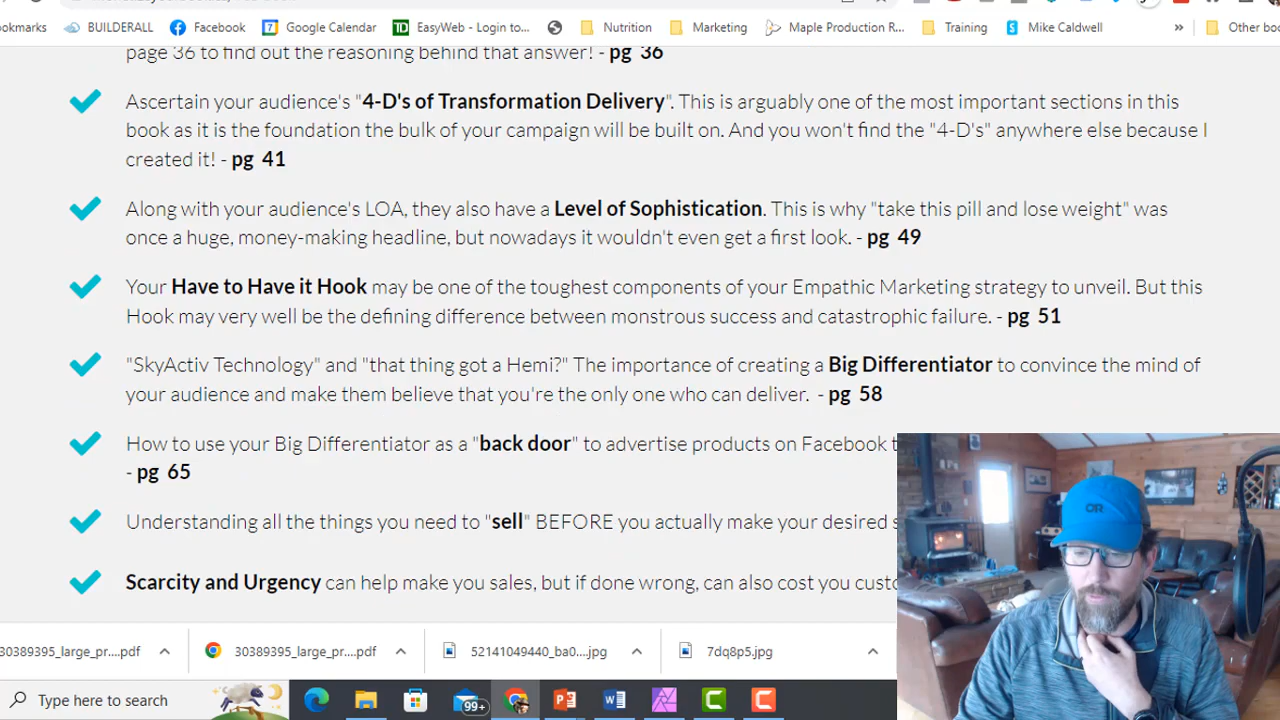 BUILDERALL Facebook Google Calendar EasyWeb - Login to... Nutrition Marketing Maple Production R... Training Mike Caldwell » Other boo
page 36 to find out the reasoning behind that answer! - pg 36
Ascertain your audience's "4-D's of Transformation Delivery". This is arguably one of the most important sections in this
book as it is the foundation the bulk of your campaign will be built on. And you won't find the "4-D's" anywhere else because I
created it! - pg 41
Along with your audience's LOA, they also have a Level of Sophistication. This is why "take this pill and lose weight" was
once a huge, money-making headline, but nowadays it wouldn't even get a first look. - pg 49
Your Have to Have it Hook may be one of the toughest components of your Empathic Marketing strategy to unveil. But this
Hook may very well be the defining difference between monstrous success and catastrophic failure. - pg 51
"SkyActiv Technology" and "that thing got a Hemi?" The importance of creating a Big Differentiator to convince the mind of
your audience and make them believe that you're the only one who can deliver. - pg 58
How to use your Big Differentiator as a "back door" to advertise products on Facebook
- pg 65
Understanding all the things you need to "sell" BEFORE you actually make your desired s
Scarcity and Urgency can help make you sales, but if done wrong, can also cost you custo
30389395_large_pr....pdf 30389395_large_pr....pdf 52141049440_ba0....jpg 7dq8p5.jpg
Type here to search 99+